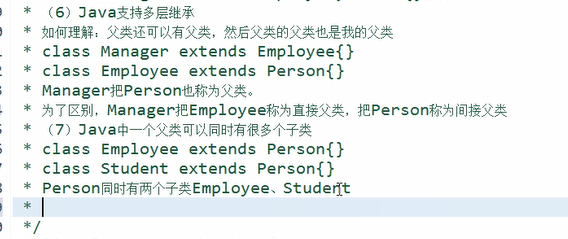 * （6）Java支持多层继承
* 如何理解：父类还可以有父类，然后父类的父类也是我的父类
* class Manager extends Employee{}
* class Employee extends Person{}
* Manager把Person也称为父类。
* 为了区别，Manager把Employee称为直接父类，把Person称为间接父类
* （7）Java中一个父类可以同时有很多个子类
* class Employee extends Person{}
* class Student extends Person{}
* Person同时有两个子类Employee、Student
*
*/